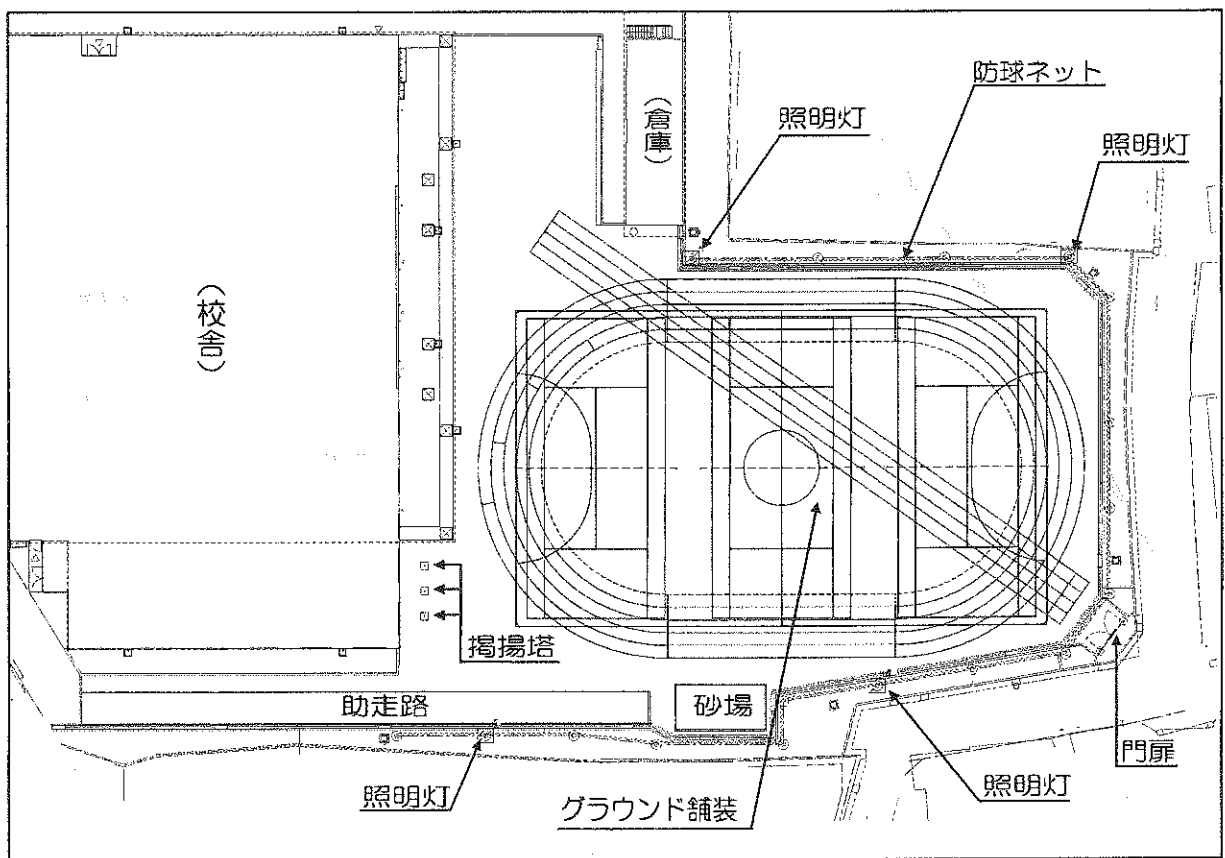 防球ネット
照明灯
照明灯
（倉庫）
（校舎）
掲揚塔
助走路
砂場
門扉
照明灯
照明灯
グラウンド舗装